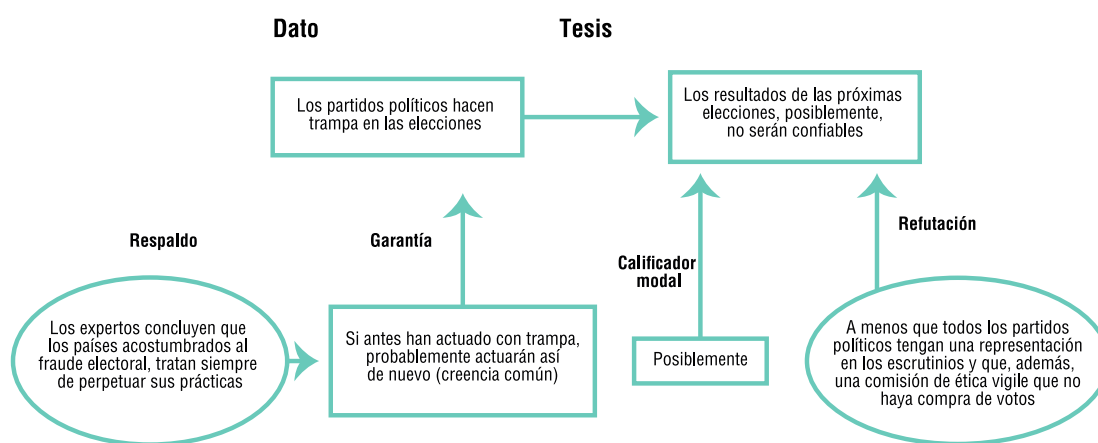 Dato
Tesis
Los partidos políticos hacen
trampa en las elecciones
Los resultados de las próximas
elecciones, posiblemente,
no serán confiables
Respaldo
Garantía
Calificador
modal
Refutación
Los expertos concluyen que
los países acostumbrados al
fraude electoral, tratan siempre
de perpetuar sus prácticas
Si antes han actuado con trampa,
probablemente actuarán así
de nuevo (creencia común)
Posiblemente
A menos que todos los partidos
políticos tengan una representación
en los escrutinios y que, además,
una comisión de ética vigile que no
haya compra de votos